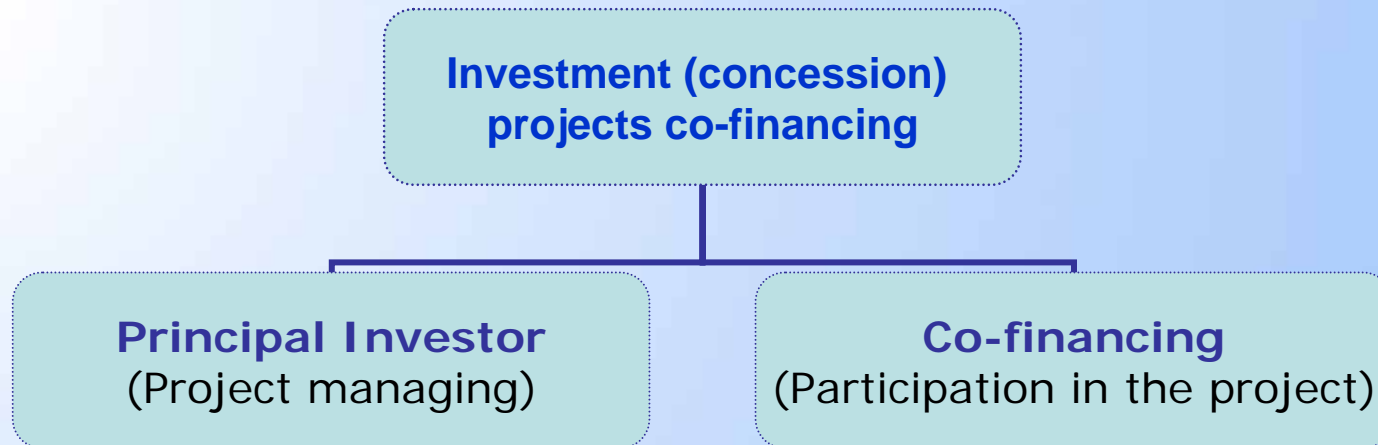 Investment (concession)
projects co-financing
Principal Investor
(Project managing)
Co-financing
(Participation in the project)